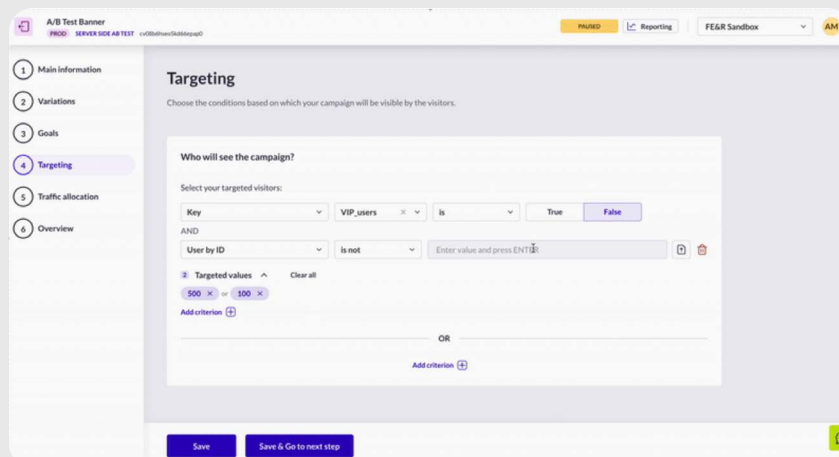 A/B Test Banner
PROD SERVER SIDE AB TEST
PAUSED
Reporting
FE&R Sandbox
AM
1 Main information
2 Variations
3 Goals
4 Targeting
5 Traffic allocation
6 Overview
Targeting
Choose the conditions based on which your campaign will be visible by the visitors.
Who will see the campaign?
Select your targeted visitors:
Key VIP_users is True False
AND
User by ID is not Enter value and press ENTER
2 Targeted values Clear all
500 or 100
Add criterion
OR
Add criterion
Save Save & Go to next step